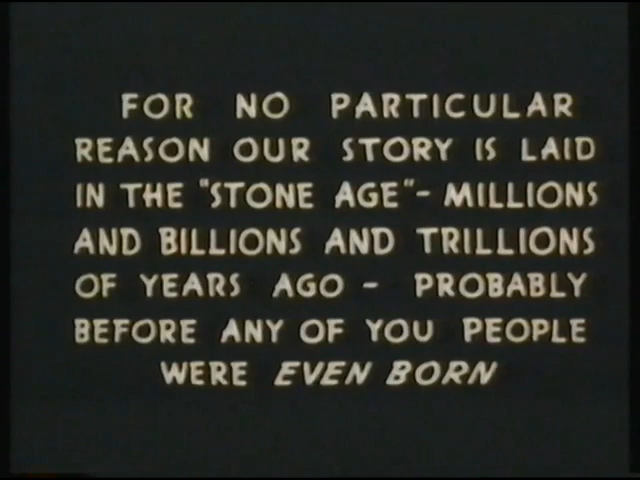 FOR NO PARTICULAR
REASON OUR STORY IS LAID
IN THE "STONE AGE"- MILLIONS
AND BILLIONS AND TRILLIONS
OF YEARS AGO - PROBABLY
BEFORE ANY OF YOU PEOPLE
WERE EVEN BORN